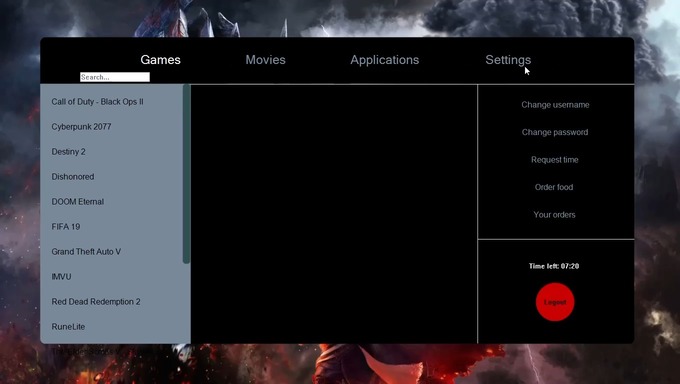 Games Movies Applications Settings
Search...
Call of Duty - Black Ops II
Cyberpunk 2077
Destiny 2
Dishonored
DOOM Eternal
FIFA 19
Grand Theft Auto V
IMVU
Red Dead Redemption 2
RuneLite
Change username
Change password
Request time
Order food
Your orders
Time left: 07:20
Logout